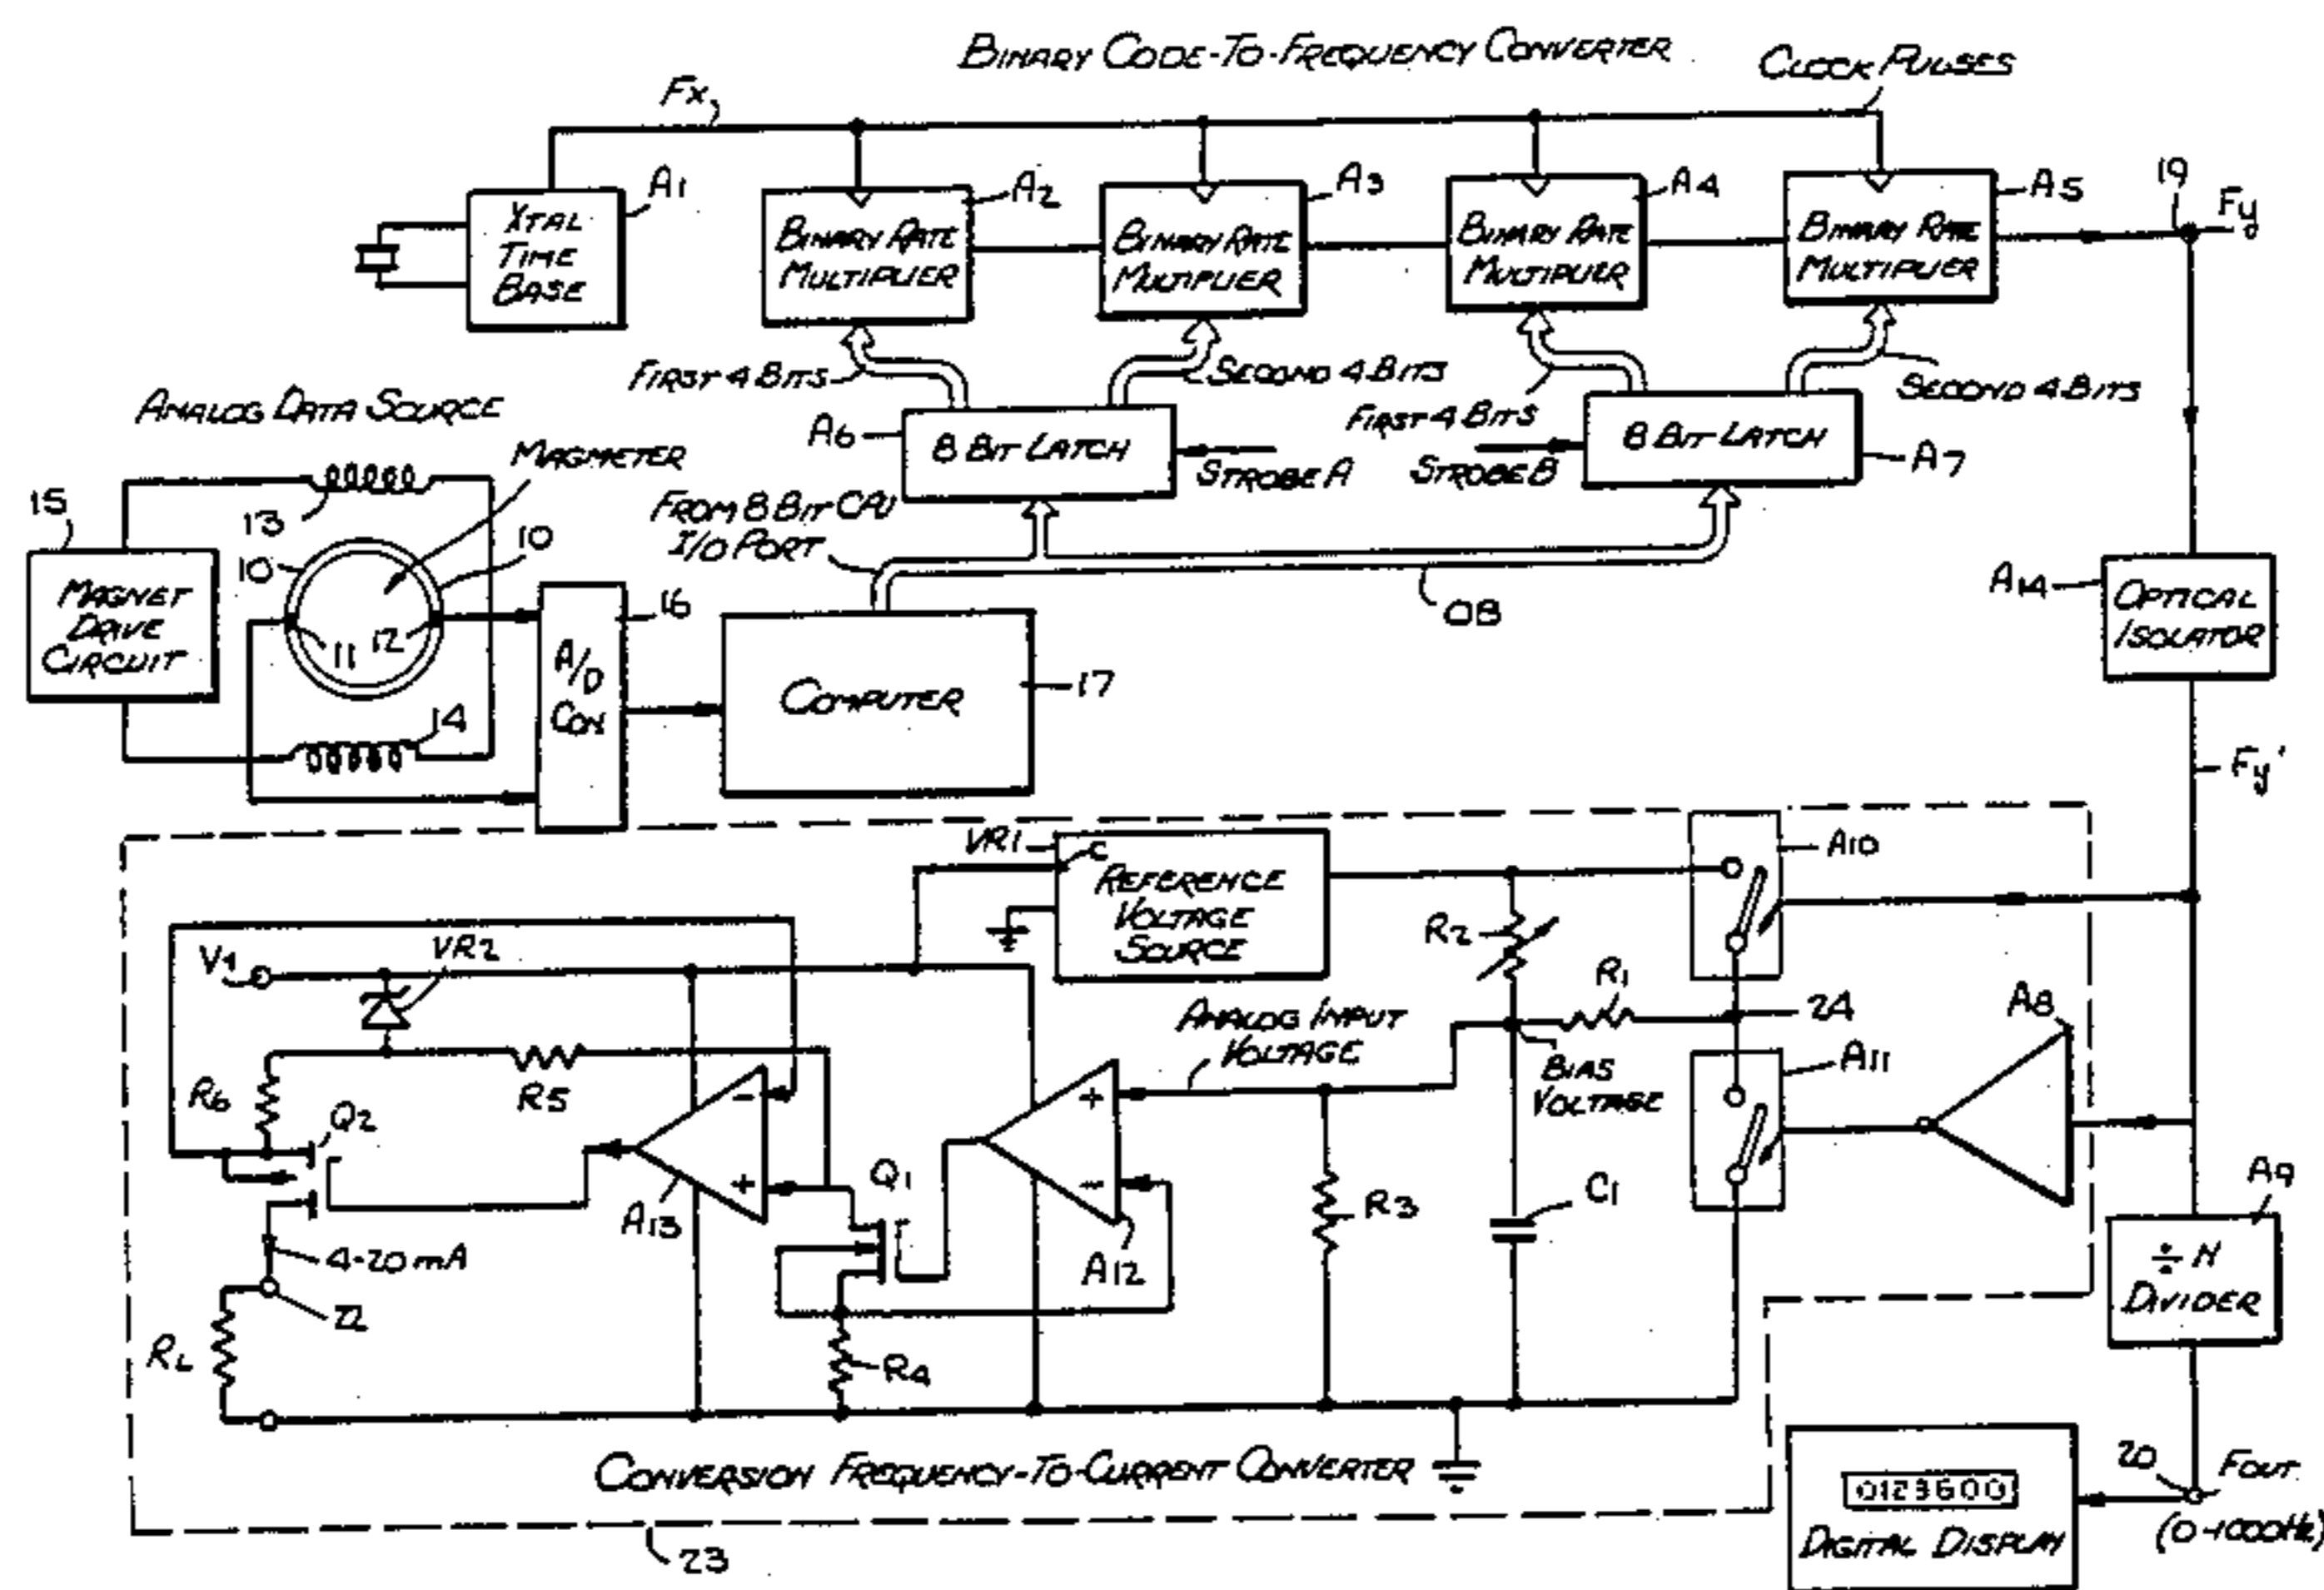 BINARY CODE-TO-FREQUENCY CONVERTER
CLOCK PULSES
Fx
A1
XTAL
TIME
BASE
A2
BINARY RATE
MULTIPLIER
A3
BINARY RATE
MULTIPLIER
A4
BINARY RATE
MULTIPLIER
A5
BINARY RATE
MULTIPLIER
19
Fy
FIRST 4 BITS
SECOND 4 BITS
FIRST 4 BITS
SECOND 4 BITS
ANALOG DATA SOURCE
MAGMETER
A6
8 BIT LATCH
STROBE A
STROBE B
8 BIT LATCH
A7
FROM 8 BIT CPU
I/O PORT
15
MAGNET
DRIVE
CIRCUIT
13
10
10
11
12
14
16
A/D
CON
COMPUTER
17
OB
A14
OPTICAL
ISOLATOR
Fy'
VR1
C
REFERENCE
VOLTAGE
SOURCE
A10
R2
R1
24
A8
V1
VR2
ANALOG INPUT
VOLTAGE
BIAS
VOLTAGE
A11
R6
Q2
R5
-
+
A13
Q1
+
-
A12
R3
C1
A9
÷ N
DIVIDER
4-20 mA
22
RL
R4
CONVERSION FREQUENCY-TO-CURRENT CONVERTER
23
0123600
DIGITAL DISPLAY
20
FOUT
(0-1000Hz)